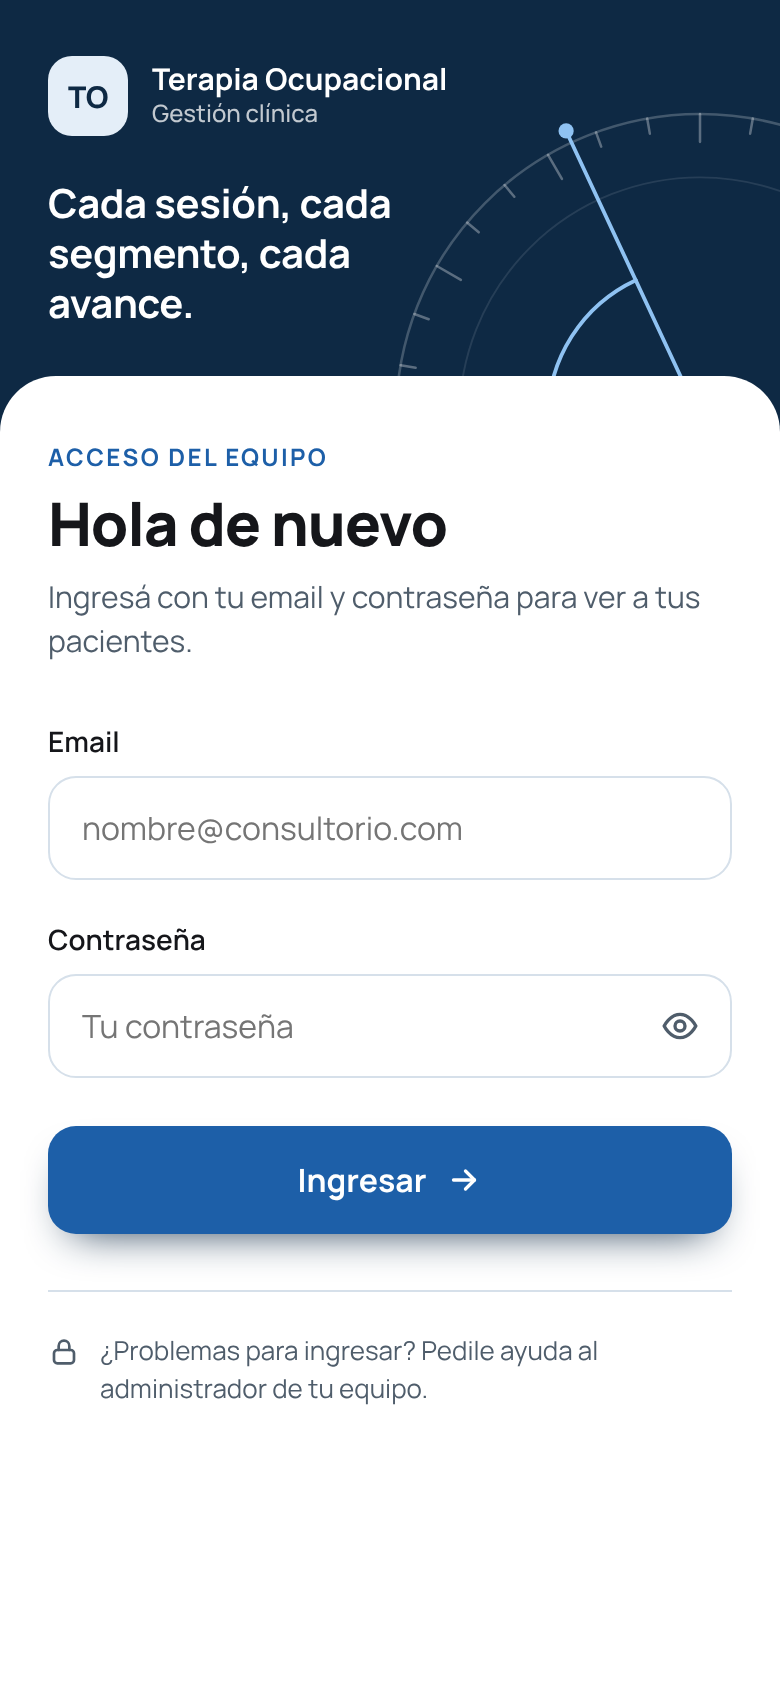 TO
Terapia Ocupacional
Gestión clínica
Cada sesión, cada
segmento, cada
avance.
ACCESO DEL EQUIPO
Hola de nuevo
Ingresá con tu email y contraseña para ver a tus
pacientes.
Email
nombre@consultorio.com
Contraseña
Tu contraseña
Ingresar →
¿Problemas para ingresar? Pedile ayuda al
administrador de tu equipo.